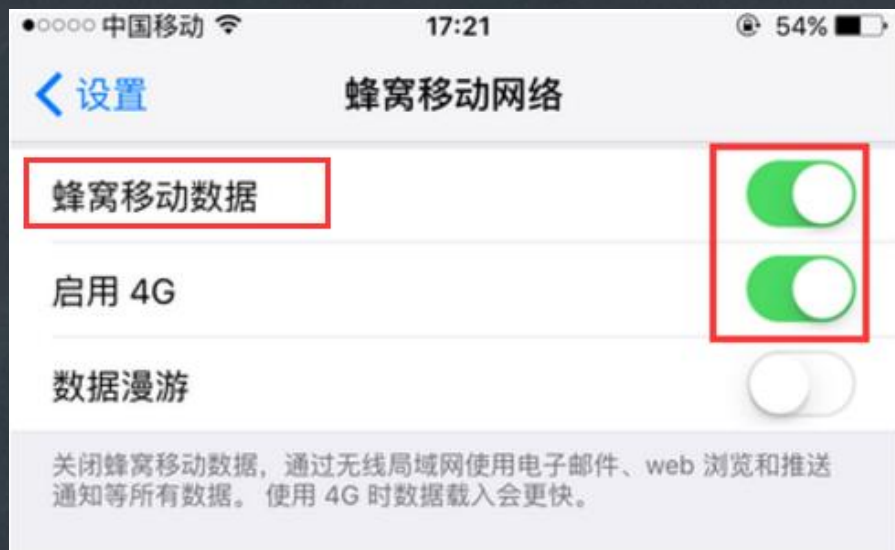 中国移动 17:21 54%
设置 蜂窝移动网络
蜂窝移动数据
启用 4G
数据漫游
关闭蜂窝移动数据，通过无线局域网使用电子邮件、web 浏览和推送
通知等所有数据。 使用 4G 时数据载入会更快。